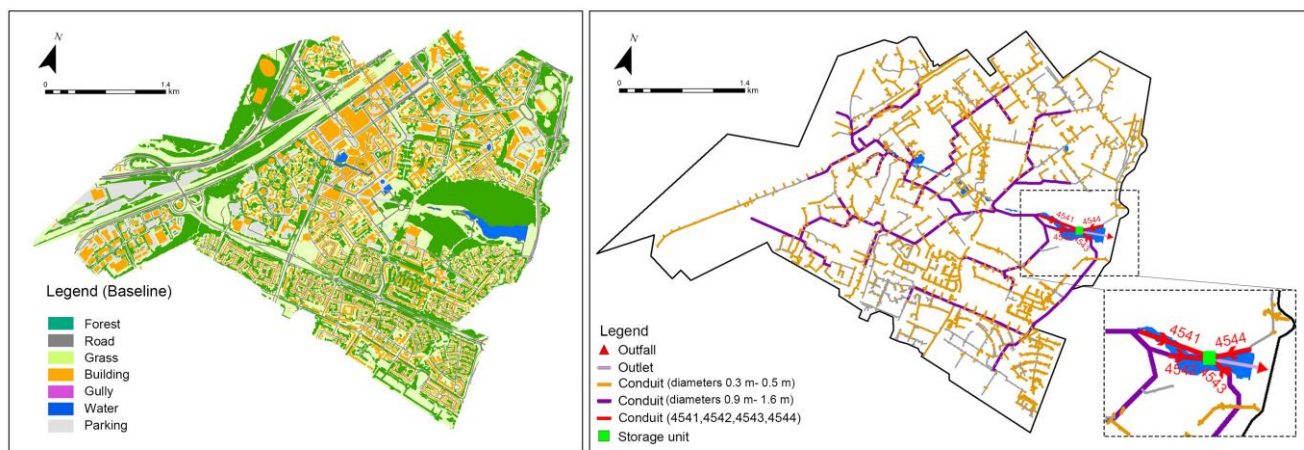 N
0 1.4
km
Legend (Baseline)
Forest
Road
Grass
Building
Gully
Water
Parking
N
0 1.4
km
4541 4544
4543
Legend
Outfall
Outlet
Conduit (diameters 0.3 m- 0.5 m)
Conduit (diameters 0.9 m- 1.6 m)
Conduit (4541,4542,4543,4544)
Storage unit
4541 4544
4543